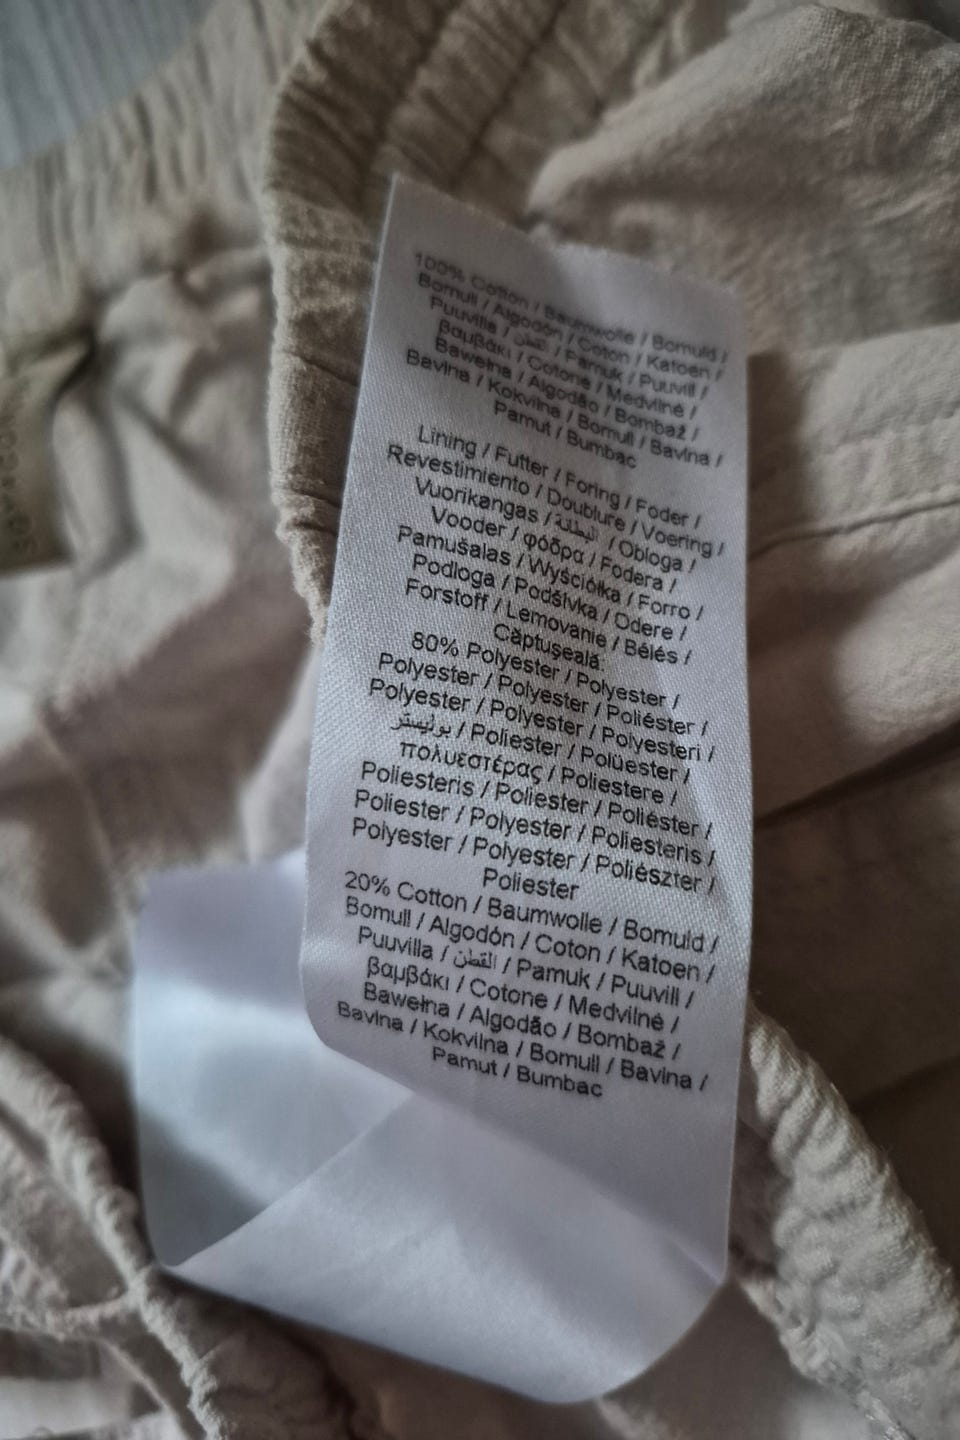 100% Cotton / Baumwolle / Bomuld /
Bomull / Algodón / Coton / Katoen /
Puuvilla / القطن / Pamuk / Puuvill /
βαμβάκι / Cotone / Medvilnė /
Bawełna / Algodão / Bombaž /
Bavlna / Kokvilna / Bomull / Bavlna /
Pamut / Bumbac
Lining / Futter / Foring / Foder /
Revestimiento / Doublure / Voering /
Vuorikangas / البطانة / Obloga /
Vooder / φόδρα / Fodera /
Pamušalas / Wyściółka / Forro /
Podloga / Podšívka / Odere /
Forstoff / Lemovanie / Bélés /
Căptușeală:
80% Polyester / Polyester /
Polyester / Polyester / Poliéster /
Polyester / Polyester / Polyesteri /
بوليستر / Poliester / Polüester /
πολυεστέρας / Poliestere /
Poliesteris / Poliester / Poliéster /
Poliester / Polyester / Poliesteris /
Polyester / Polyester / Poliészter /
Poliester
20% Cotton / Baumwolle / Bomuld /
Bomull / Algodón / Coton / Katoen /
Puuvilla / القطن / Pamuk / Puuvill /
βαμβάκι / Cotone / Medvilnė /
Bawełna / Algodão / Bombaž /
Bavlna / Kokvilna / Bomull / Bavlna /
Pamut / Bumbac